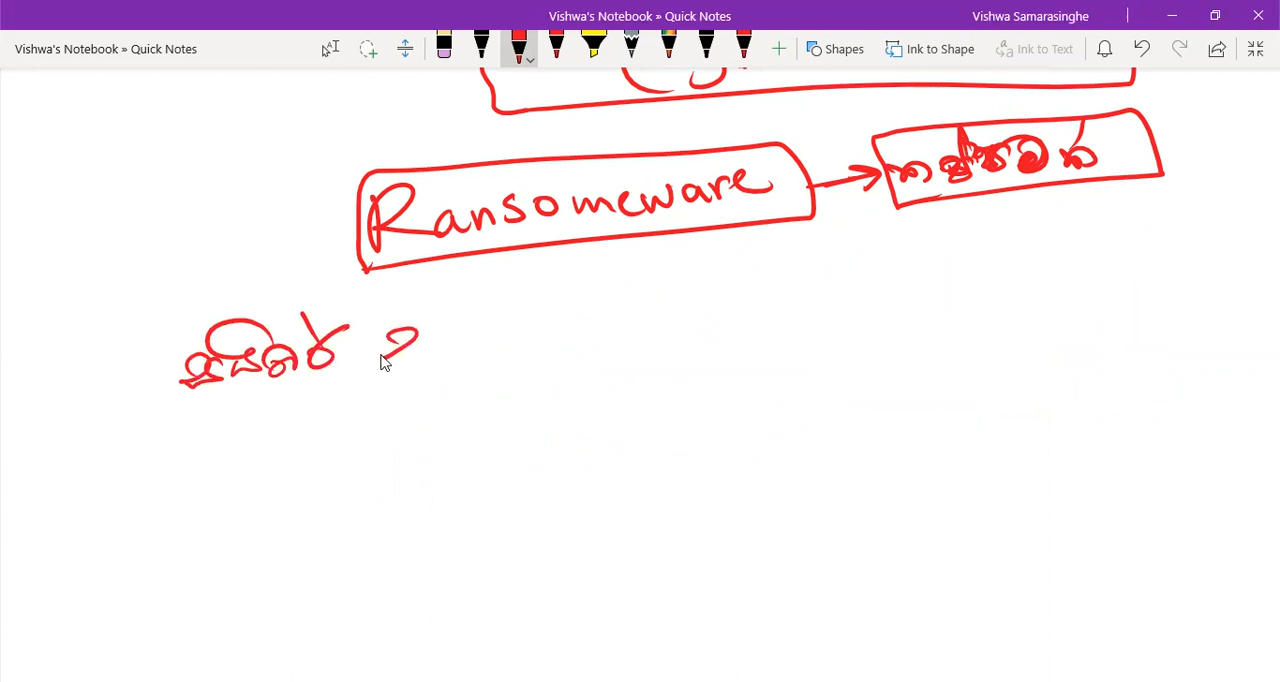 Vishwa's Notebook » Quick Notes
Vishwa Samarasinghe
Vishwa's Notebook » Quick Notes
Shapes
Ink to Shape
Ink to Text
Ransomeware